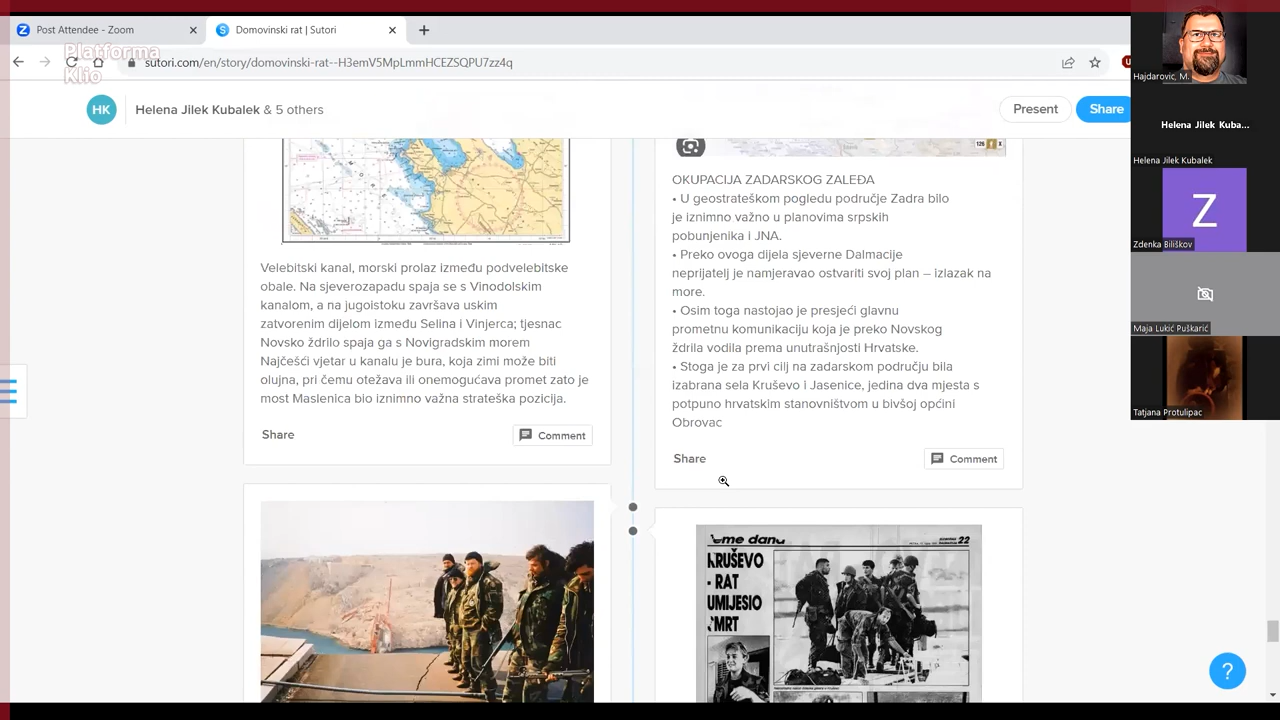 Post Attendee - Zoom
Domovinski rat | Sutori
Platforma
Klio
sutori.com/en/story/domovinski-rat--H3emV5MpLmmHCEZSQPU7zz4q
HK
Helena Jilek Kubalek & 5 others
Present
Share
Velebitski kanal, morski prolaz između podvelebitske
obale. Na sjeverozapadu spaja se s Vinodolskim
kanalom, a na jugoistoku završava uskim
zatvorenim dijelom između Selina i Vinjerca; tjesnac
Novsko ždrilo spaja ga s Novigradskim morem
Najčešći vjetar u kanalu je bura, koja zimi može biti
olujna, pri čemu otežava ili onemogućava promet zato je
most Maslenica bio iznimno važna strateška pozicija.
Share
Comment
OKUPACIJA ZADARSKOG ZALEĐA
• U geostrateškom pogledu područje Zadra bilo
je iznimno važno u planovima srpskih
pobunjenika i JNA.
• Preko ovoga dijela sjeverne Dalmacije
neprijatelj je namjeravao ostvariti svoj plan – izlazak na
more.
• Osim toga nastojao je presjeći glavnu
prometnu komunikaciju koja je preko Novskog
ždrila vodila prema unutrašnjosti Hrvatske.
• Stoga je za prvi cilj na zadarskom području bila
izabrana sela Kruševo i Jasenice, jedina dva mjesta s
potpuno hrvatskim stanovništvom u bivšoj općini
Obrovac
Share
Comment
22
KRUŠEVO
- RAT
UMIJESIO
SMRT
Hajdarovic, M.
Helena Jilek Kuba...
Helena Jilek Kubalek
Z
Zdenka Biliškov
Maja Lukić Puškarić
Tatjana Protulipac
?